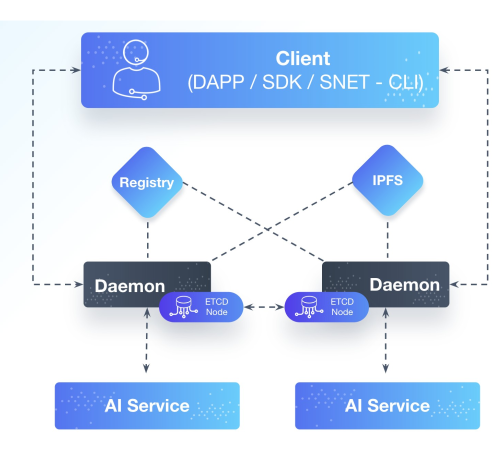 Client
(DAPP / SDK / SNET - CLI)
Registry
IPFS
Daemon
Daemon
ETCD
Node
ETCD
Node
AI Service
AI Service